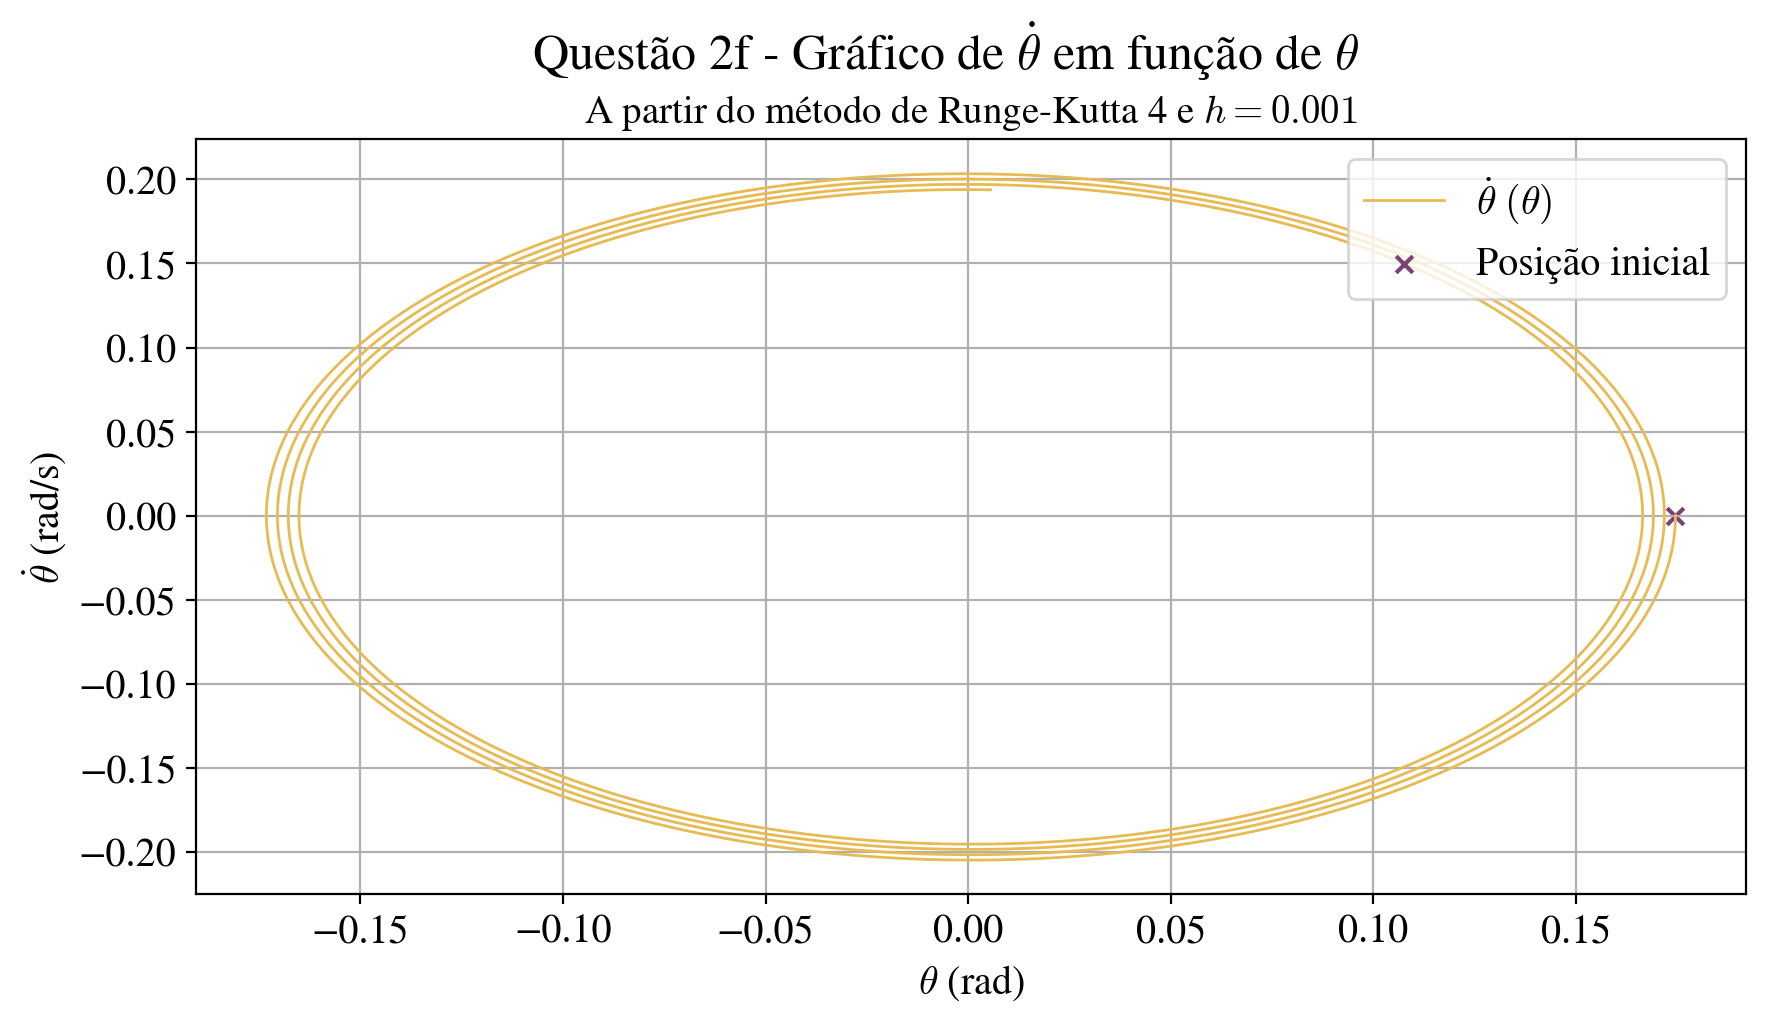 Questão 2f - Gráfico de θ̇ em função de θ
A partir do método de Runge-Kutta 4 e h = 0.001
θ̇ (θ)
Posição inicial
0.20
0.15
0.10
0.05
0.00
−0.05
−0.10
−0.15
−0.20
θ̇ (rad/s)
−0.15 −0.10 −0.05 0.00 0.05 0.10 0.15
θ (rad)